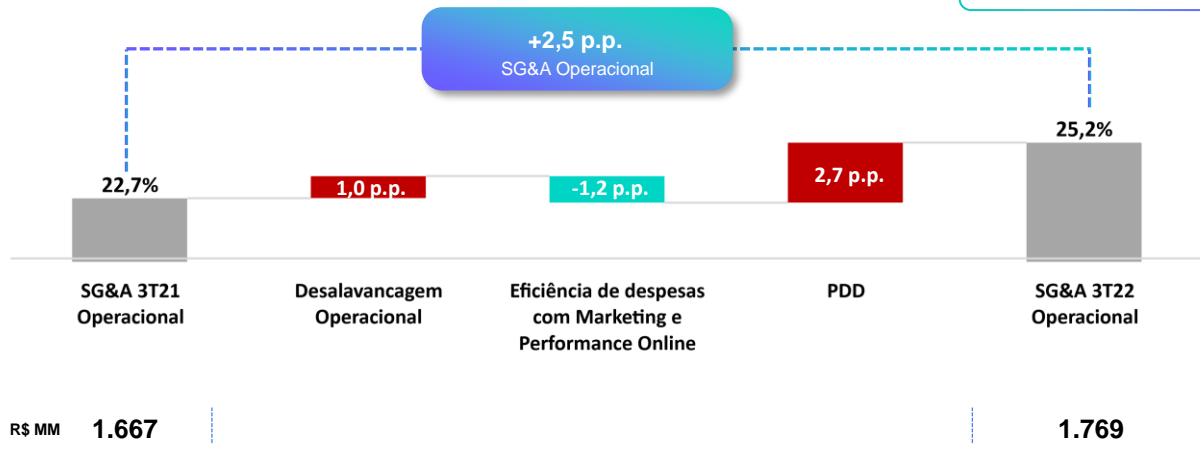 +2,5 p.p.
SG&A Operacional
22,7%
1,0 p.p.
-1,2 p.p.
2,7 p.p.
25,2%
SG&A 3T21
Operacional
Desalavancagem
Operacional
Eficiência de despesas
com Marketing e
Performance Online
PDD
SG&A 3T22
Operacional
R$ MM
1.667
1.769